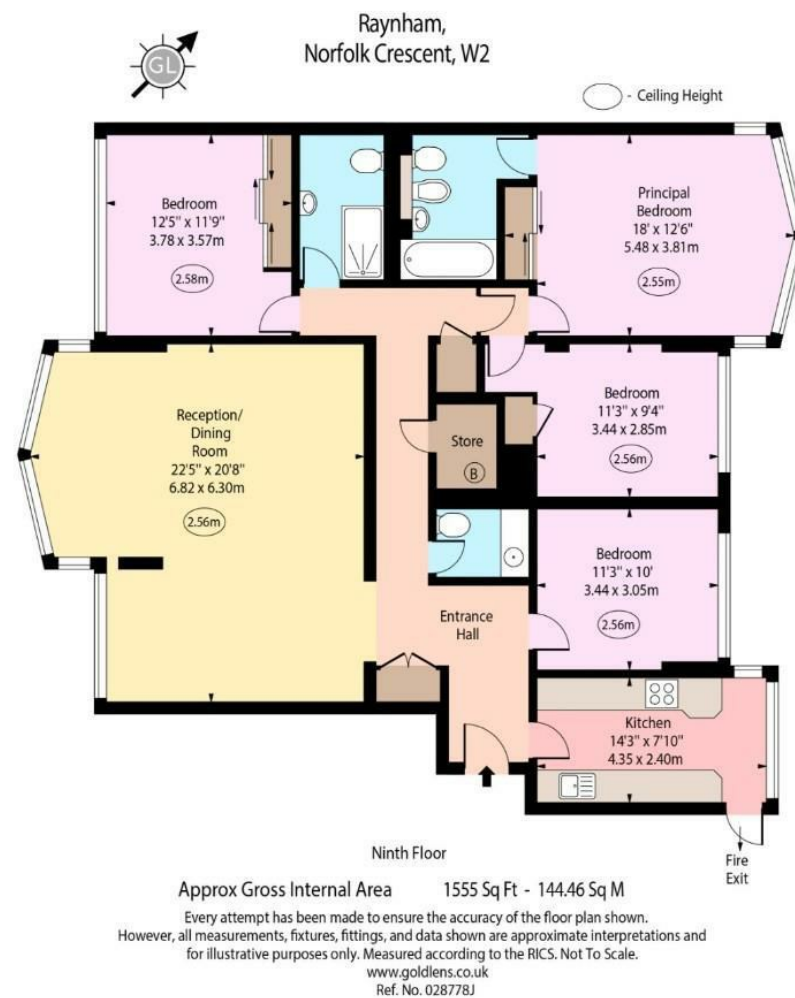 Raynham,
Norfolk Crescent, W2
GL
- Ceiling Height
Bedroom
12'5" x 11'9"
3.78 x 3.57m
2.58m
Principal
Bedroom
18' x 12'6"
5.48 x 3.81m
2.55m
Reception/
Dining
Room
22'5" x 20'8"
6.82 x 6.30m
2.56m
Bedroom
11'3" x 9'4"
3.44 x 2.85m
2.56m
Store
B
Bedroom
11'3" x 10'
3.44 x 3.05m
2.56m
Entrance
Hall
Kitchen
14'3" x 7'10"
4.35 x 2.40m
Fire
Exit
Ninth Floor
Approx Gross Internal Area 1555 Sq Ft - 144.46 Sq M
Every attempt has been made to ensure the accuracy of the floor plan shown.
However, all measurements, fixtures, fittings, and data shown are approximate interpretations and
for illustrative purposes only. Measured according to the RICS. Not To Scale.
www.goldlens.co.uk
Ref. No. 028778J